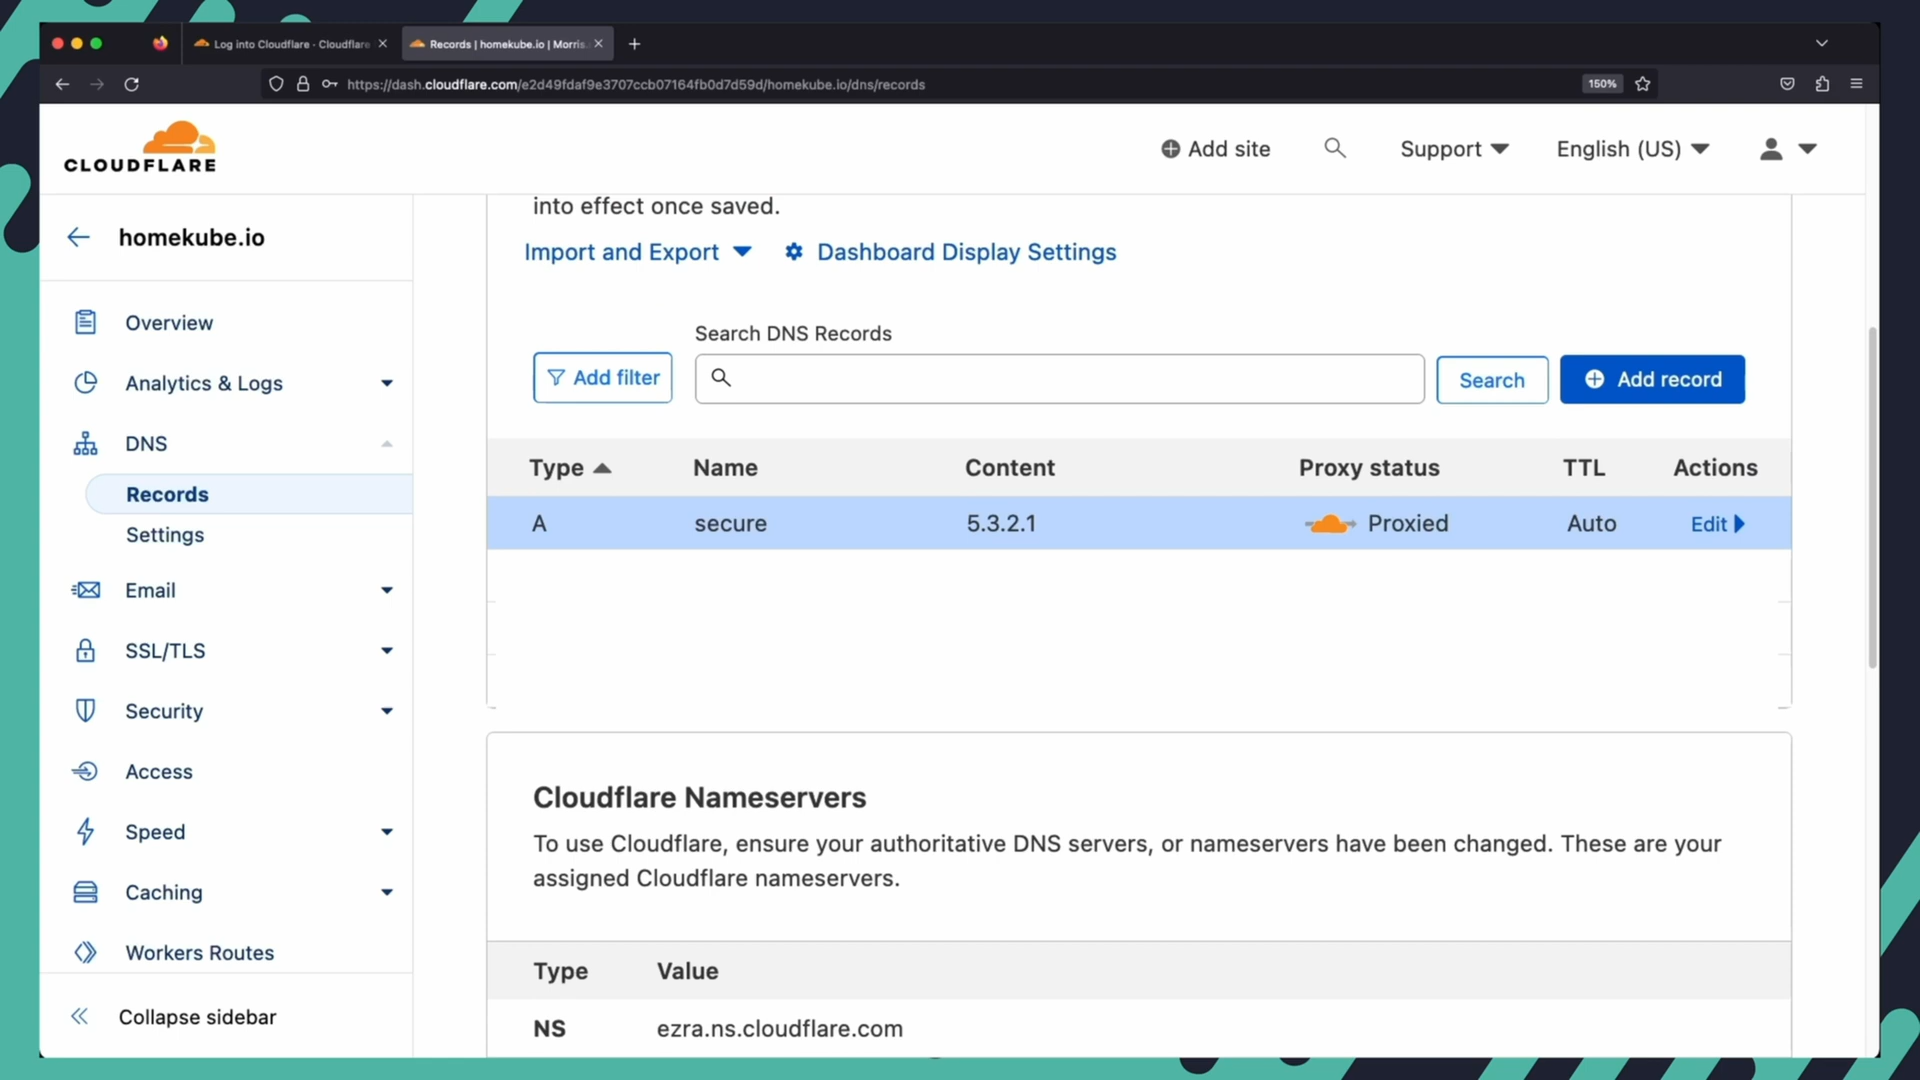 Log into Cloudflare - Cloudflare
Records | homekube.io | Morris.
https://dash.cloudflare.com/e2d49fdaf9e3707ccb07164fb0d7d59d/homekube.io/dns/records
150%
CLOUDFLARE
Add site
Support
English (US)
homekube.io
Overview
Analytics & Logs
DNS
Records
Settings
Email
SSL/TLS
Security
Access
Speed
Caching
Workers Routes
Collapse sidebar
into effect once saved.
Import and Export
Dashboard Display Settings
Search DNS Records
Add filter
Search
Add record
Type Name Content Proxy status TTL Actions
A secure 5.3.2.1 Proxied Auto Edit
Cloudflare Nameservers
To use Cloudflare, ensure your authoritative DNS servers, or nameservers have been changed. These are your
assigned Cloudflare nameservers.
Type Value
NS ezra.ns.cloudflare.com